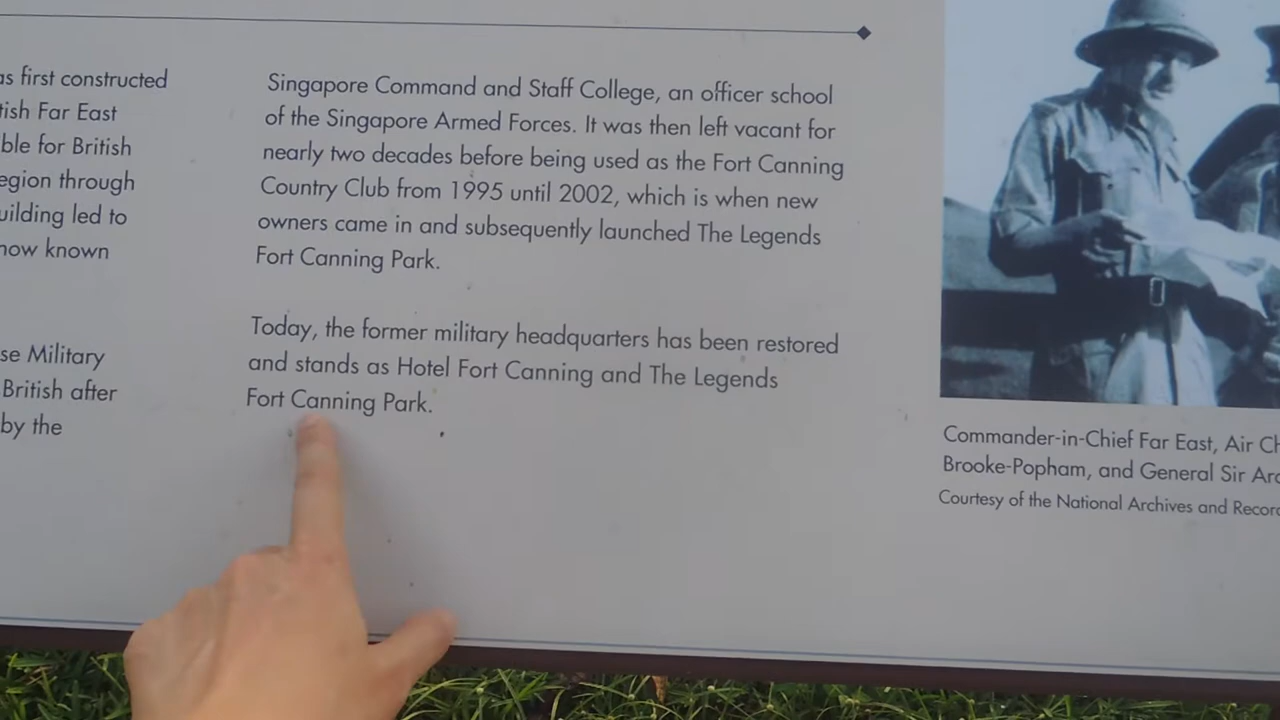 as first constructed
tish Far East
ble for British
egion through
uilding led to
now known
se Military
British after
by the
Singapore Command and Staff College, an officer school
of the Singapore Armed Forces. It was then left vacant for
nearly two decades before being used as the Fort Canning
Country Club from 1995 until 2002, which is when new
owners came in and subsequently launched The Legends
Fort Canning Park.
Today, the former military headquarters has been restored
and stands as Hotel Fort Canning and The Legends
Fort Canning Park.
Commander-in-Chief Far East, Air Ch
Brooke-Popham, and General Sir Arc
Courtesy of the National Archives and Recor